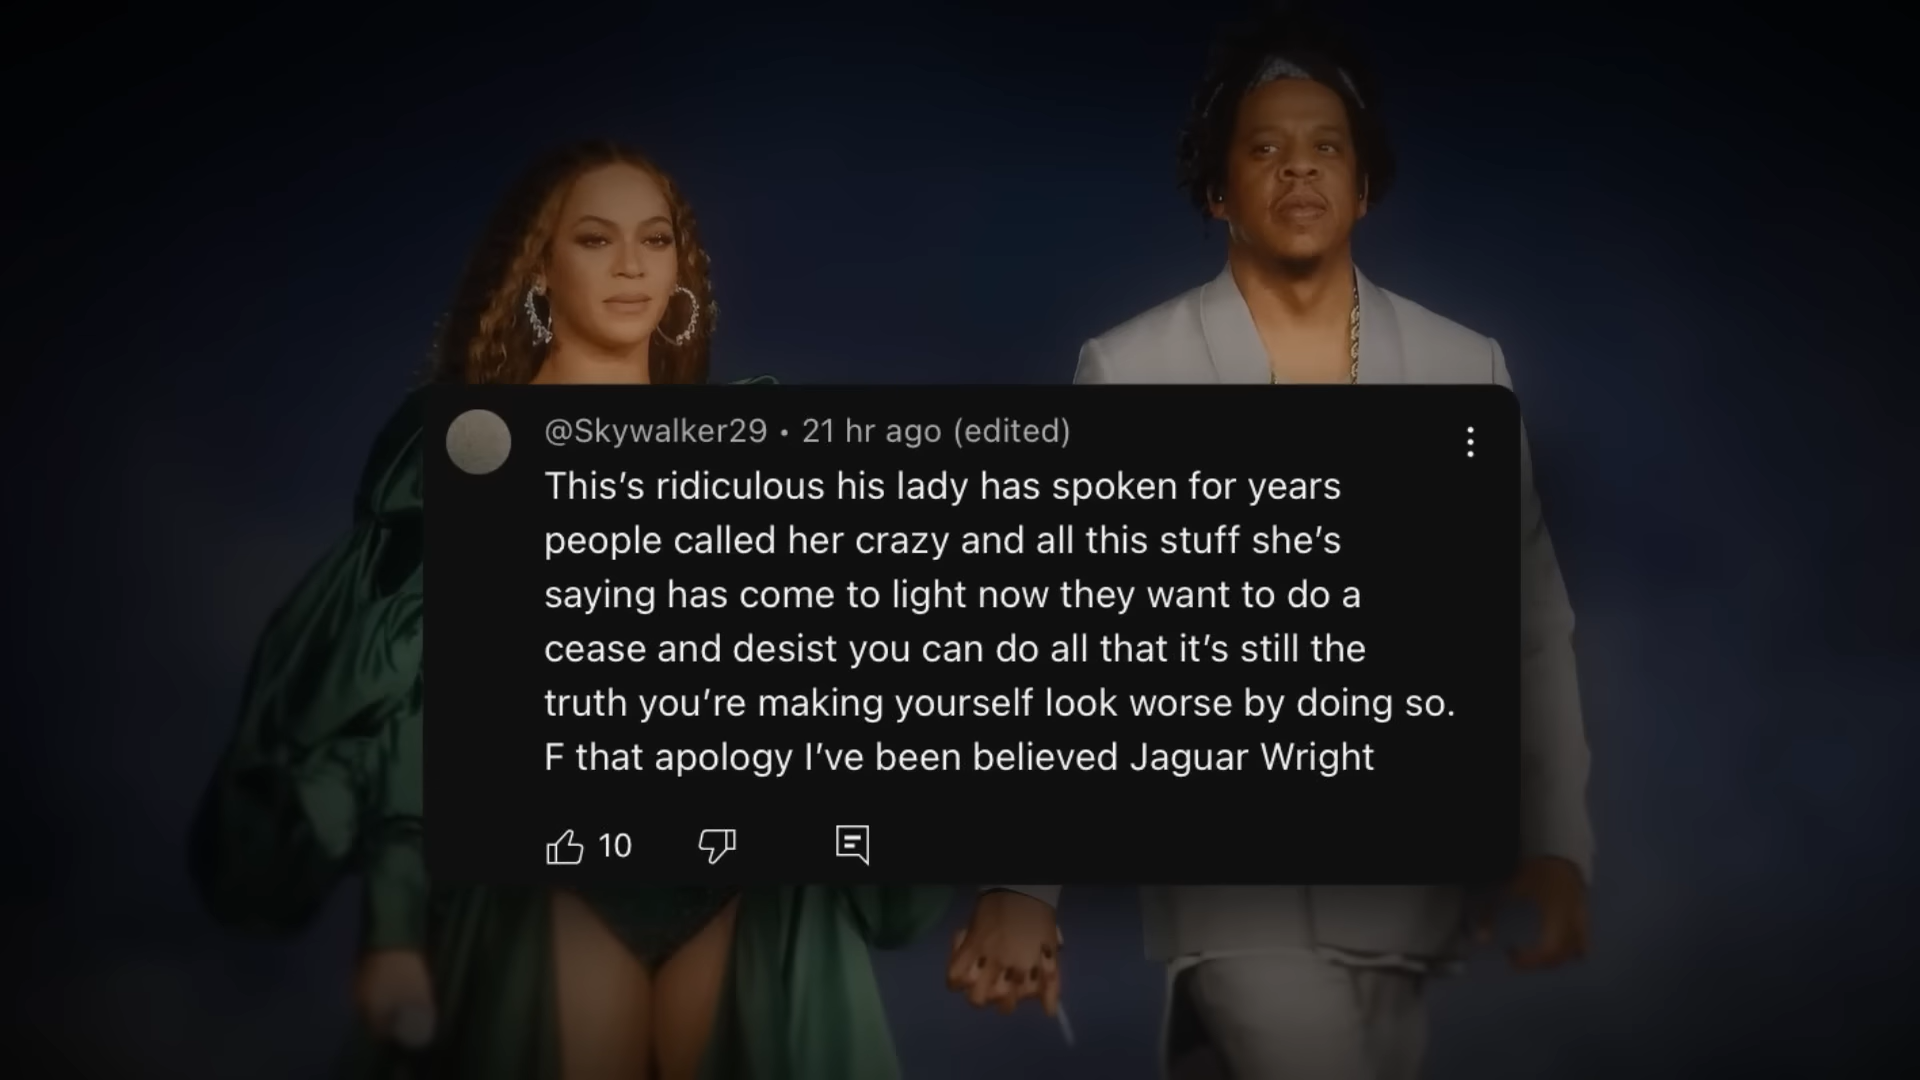 @Skywalker29 • 21 hr ago (edited)
This’s ridiculous his lady has spoken for years
people called her crazy and all this stuff she’s
saying has come to light now they want to do a
cease and desist you can do all that it’s still the
truth you’re making yourself look worse by doing so.
F that apology I’ve been believed Jaguar Wright
10